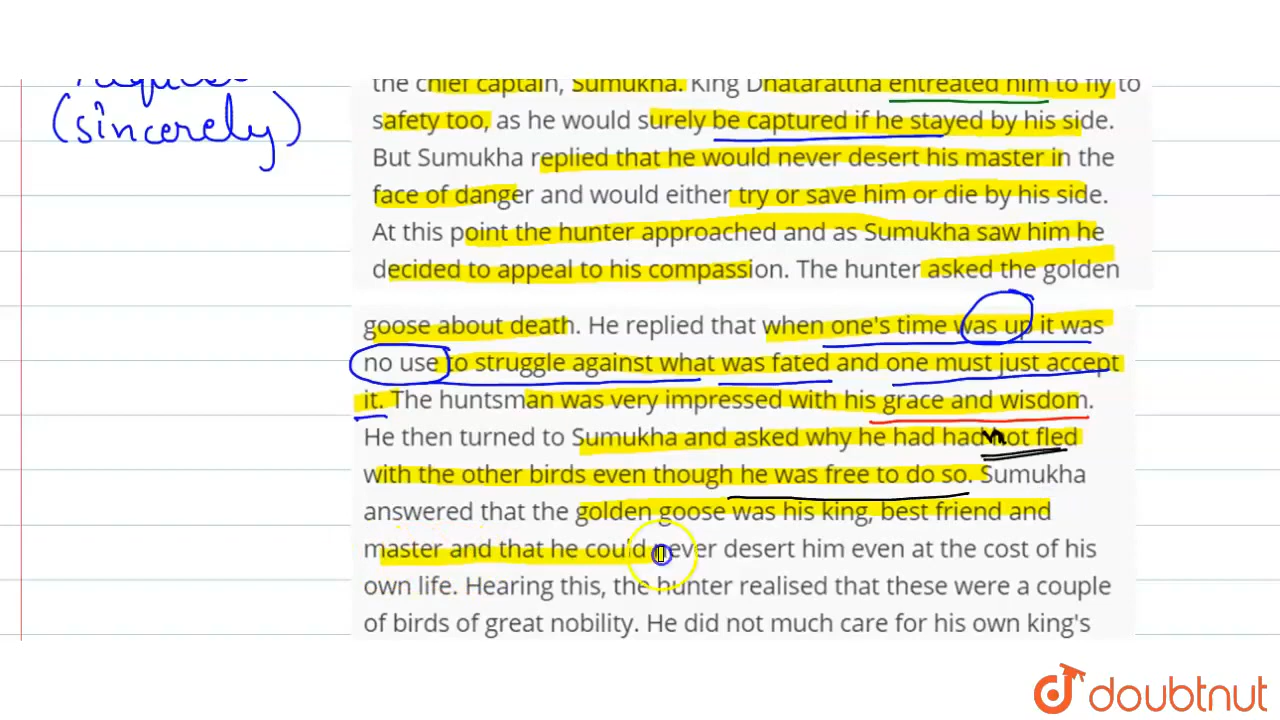 (sincerely)
the chief captain, Sumukha. King Dhatarattha entreated him to fly to
safety too, as he would surely be captured if he stayed by his side.
But Sumukha replied that he would never desert his master in the
face of danger and would either try or save him or die by his side.
At this point the hunter approached and as Sumukha saw him he
decided to appeal to his compassion. The hunter asked the golden
goose about death. He replied that when one's time was up it was
no use to struggle against what was fated and one must just accept
it. The huntsman was very impressed with his grace and wisdom.
He then turned to Sumukha and asked why he had had not fled
with the other birds even though he was free to do so. Sumukha
answered that the golden goose was his king, best friend and
master and that he could never desert him even at the cost of his
own life. Hearing this, the hunter realised that these were a couple
of birds of great nobility. He did not much care for his own king's
doubtnut